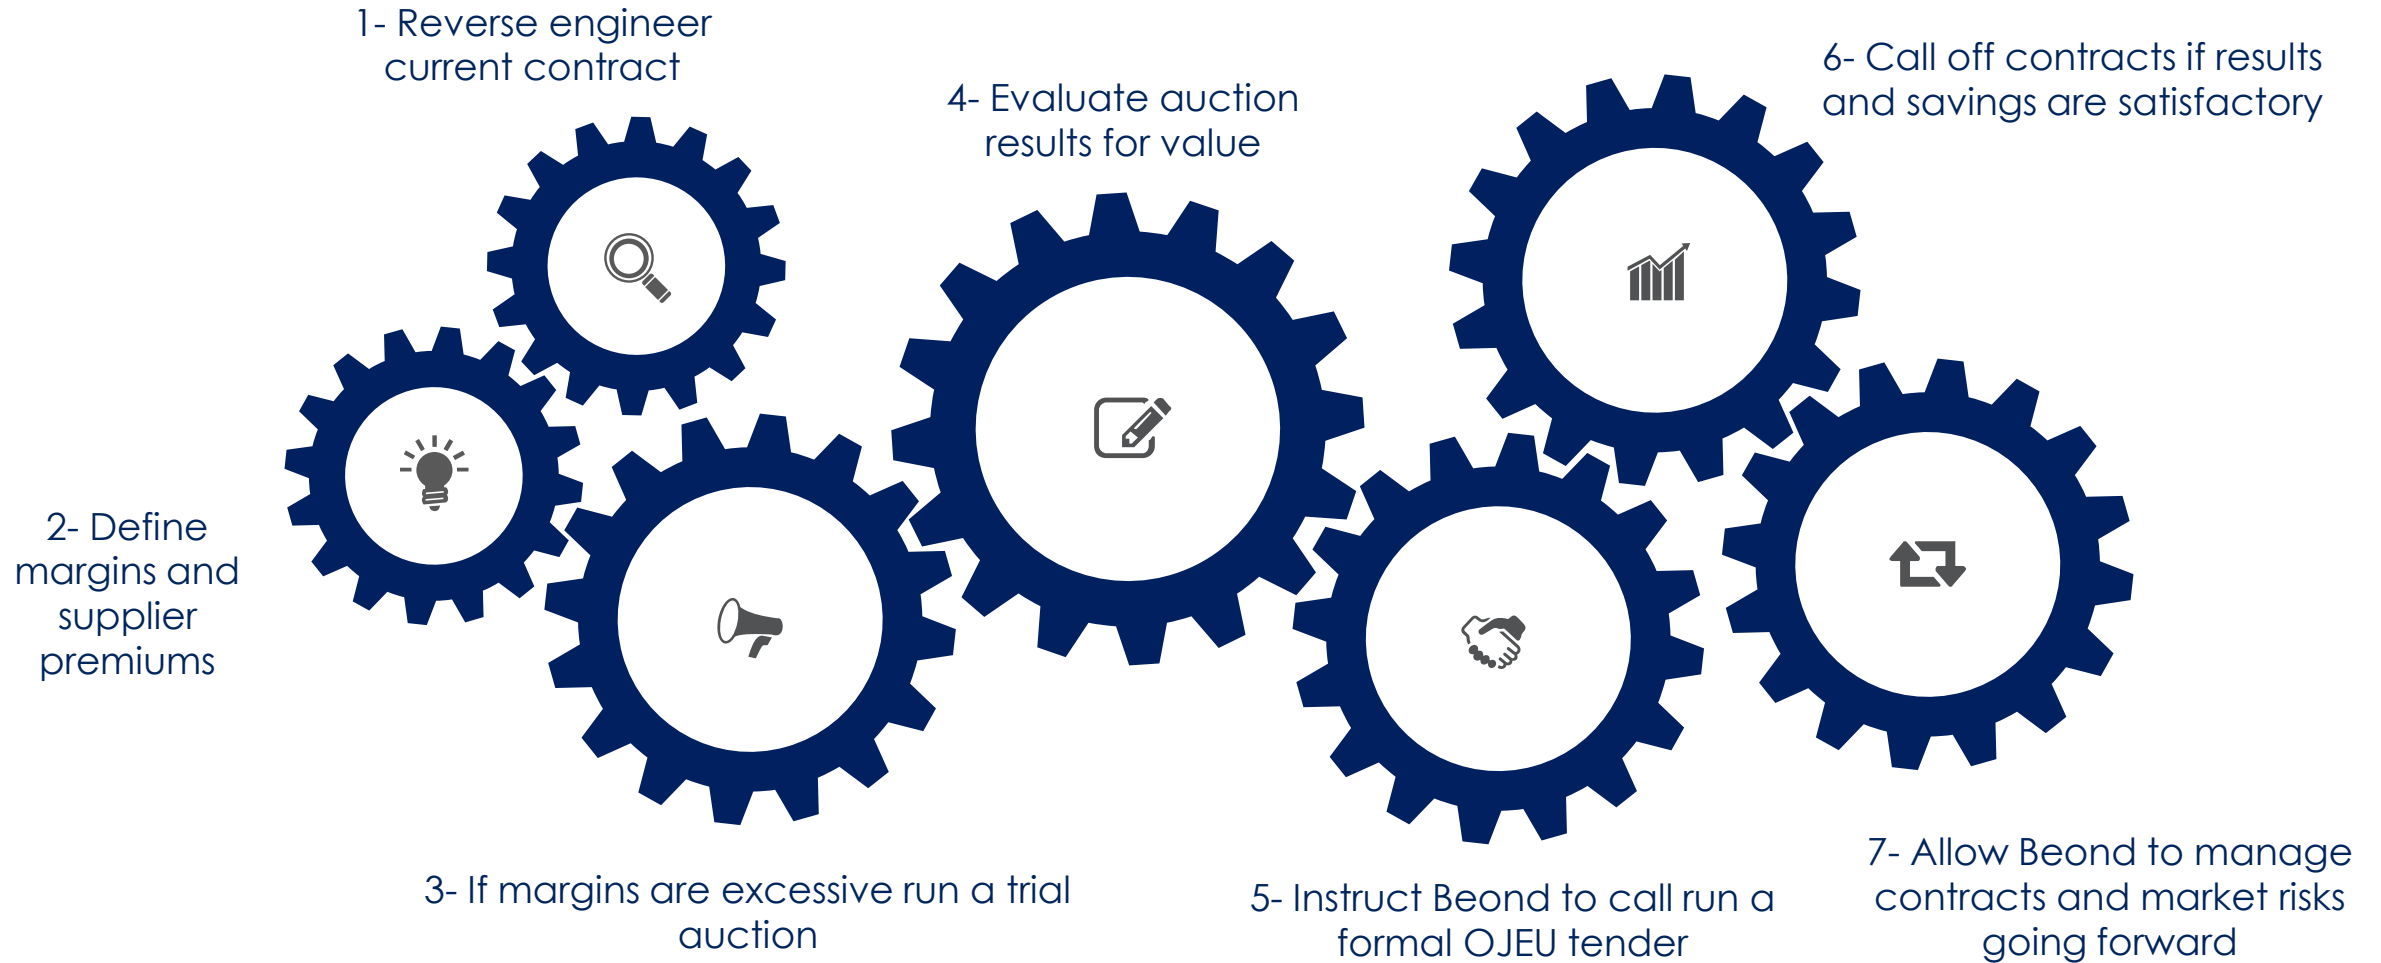 1- Reverse engineer
current contract
2- Define
margins and
supplier
premiums
3- If margins are excessive run a trial
auction
4- Evaluate auction
results for value
5- Instruct Beond to call run a
formal OJEU tender
6- Call off contracts if results
and savings are satisfactory
7- Allow Beond to manage
contracts and market risks
going forward